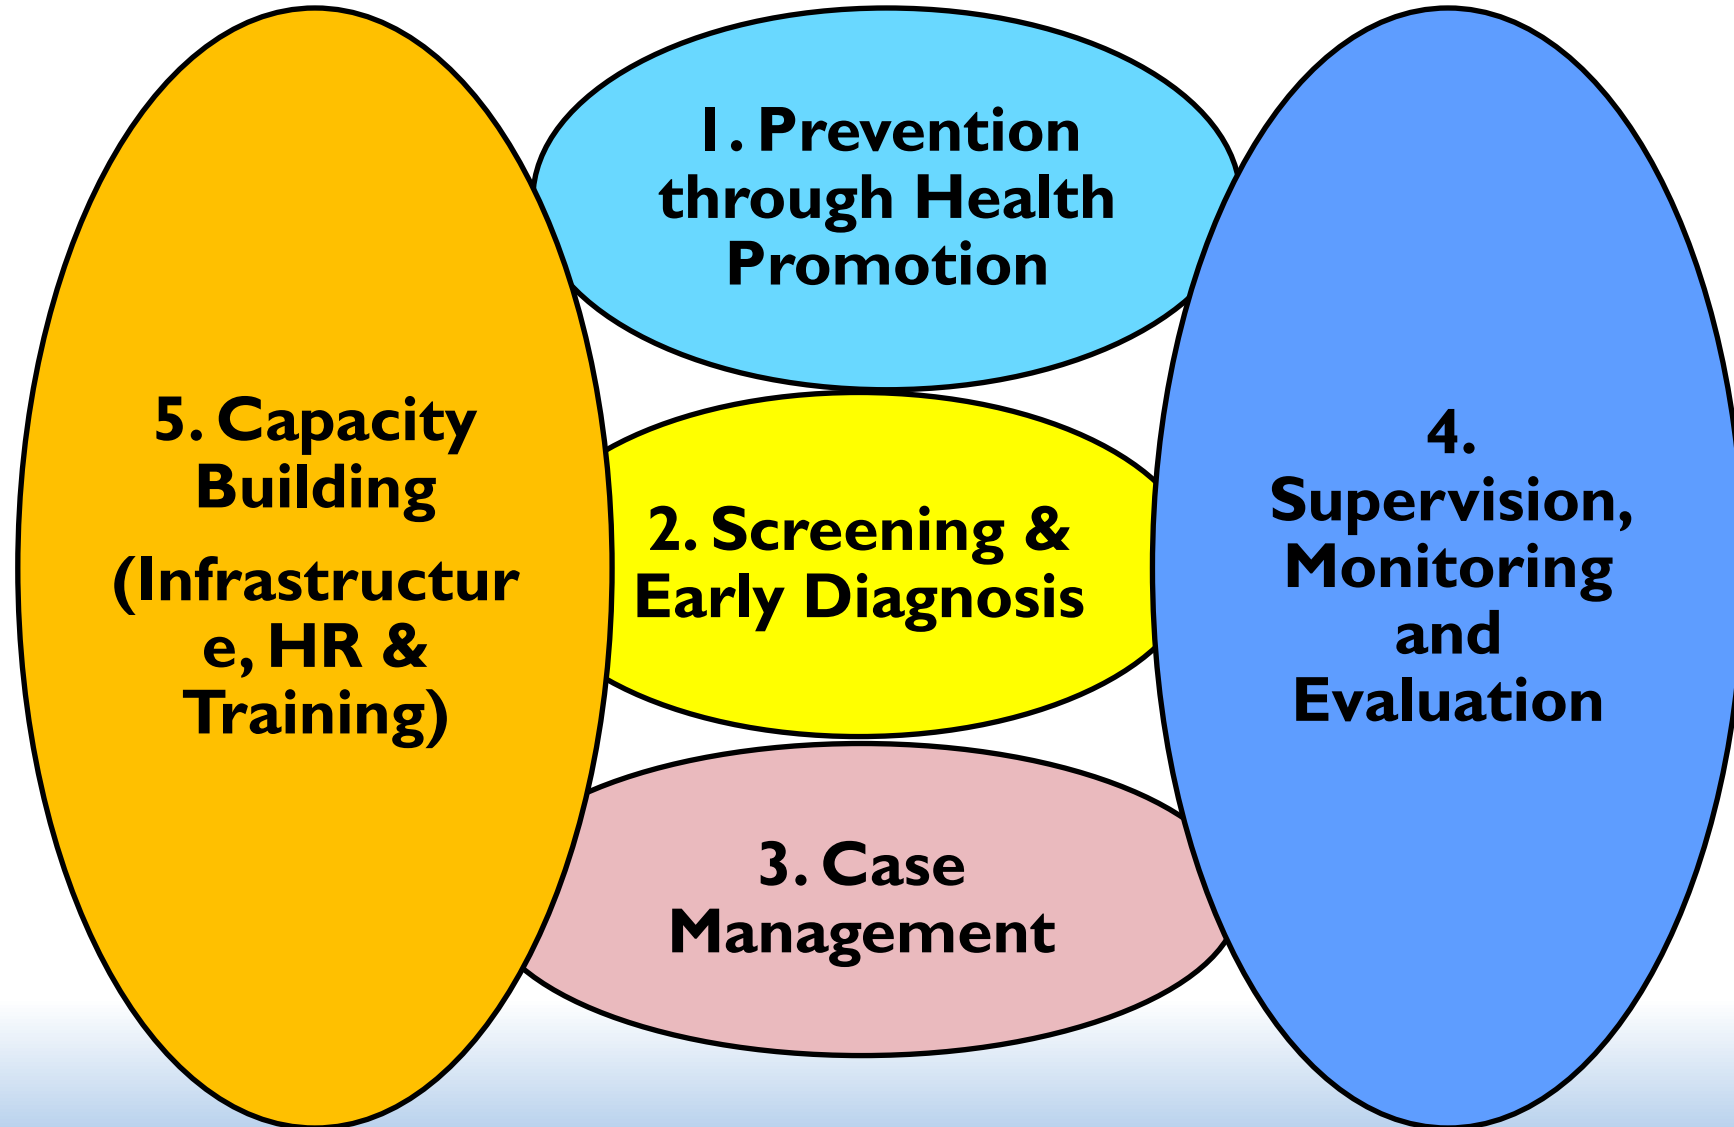 1. Prevention
through Health
Promotion
5. Capacity
Building
(Infrastructur
e, HR &
Training)
2. Screening &
Early Diagnosis
4.
Supervision,
Monitoring
and
Evaluation
3. Case
Management